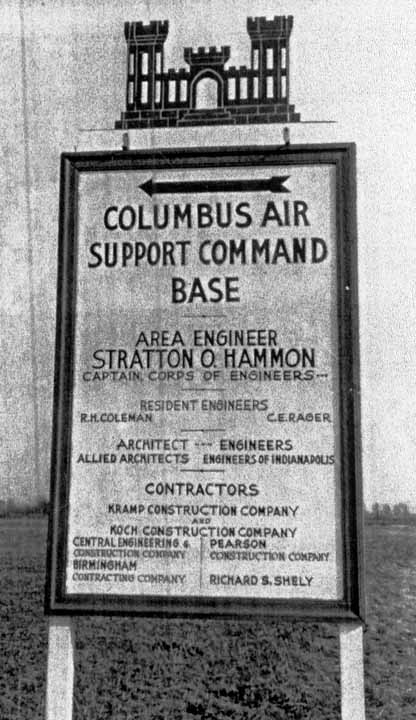 COLUMBUS AIR
SUPPORT COMMAND
BASE
AREA ENGINEER
STRATTON O. HAMMON
CAPTAIN, CORPS OF ENGINEERS---
RESIDENT ENGINEERS
R.H. COLEMAN C.E. RAGER
ARCHITECT --- ENGINEERS
ALLIED ARCHITECTS ENGINEERS OF INDIANAPOLIS
CONTRACTORS
KRAMP CONSTRUCTION COMPANY
AND
KOCH CONSTRUCTION COMPANY
CENTRAL ENGINEERING &
CONSTRUCTION COMPANY
BIRMINGHAM
CONTRACTING COMPANY
PEARSON
CONSTRUCTION COMPANY
RICHARD S. SHELY